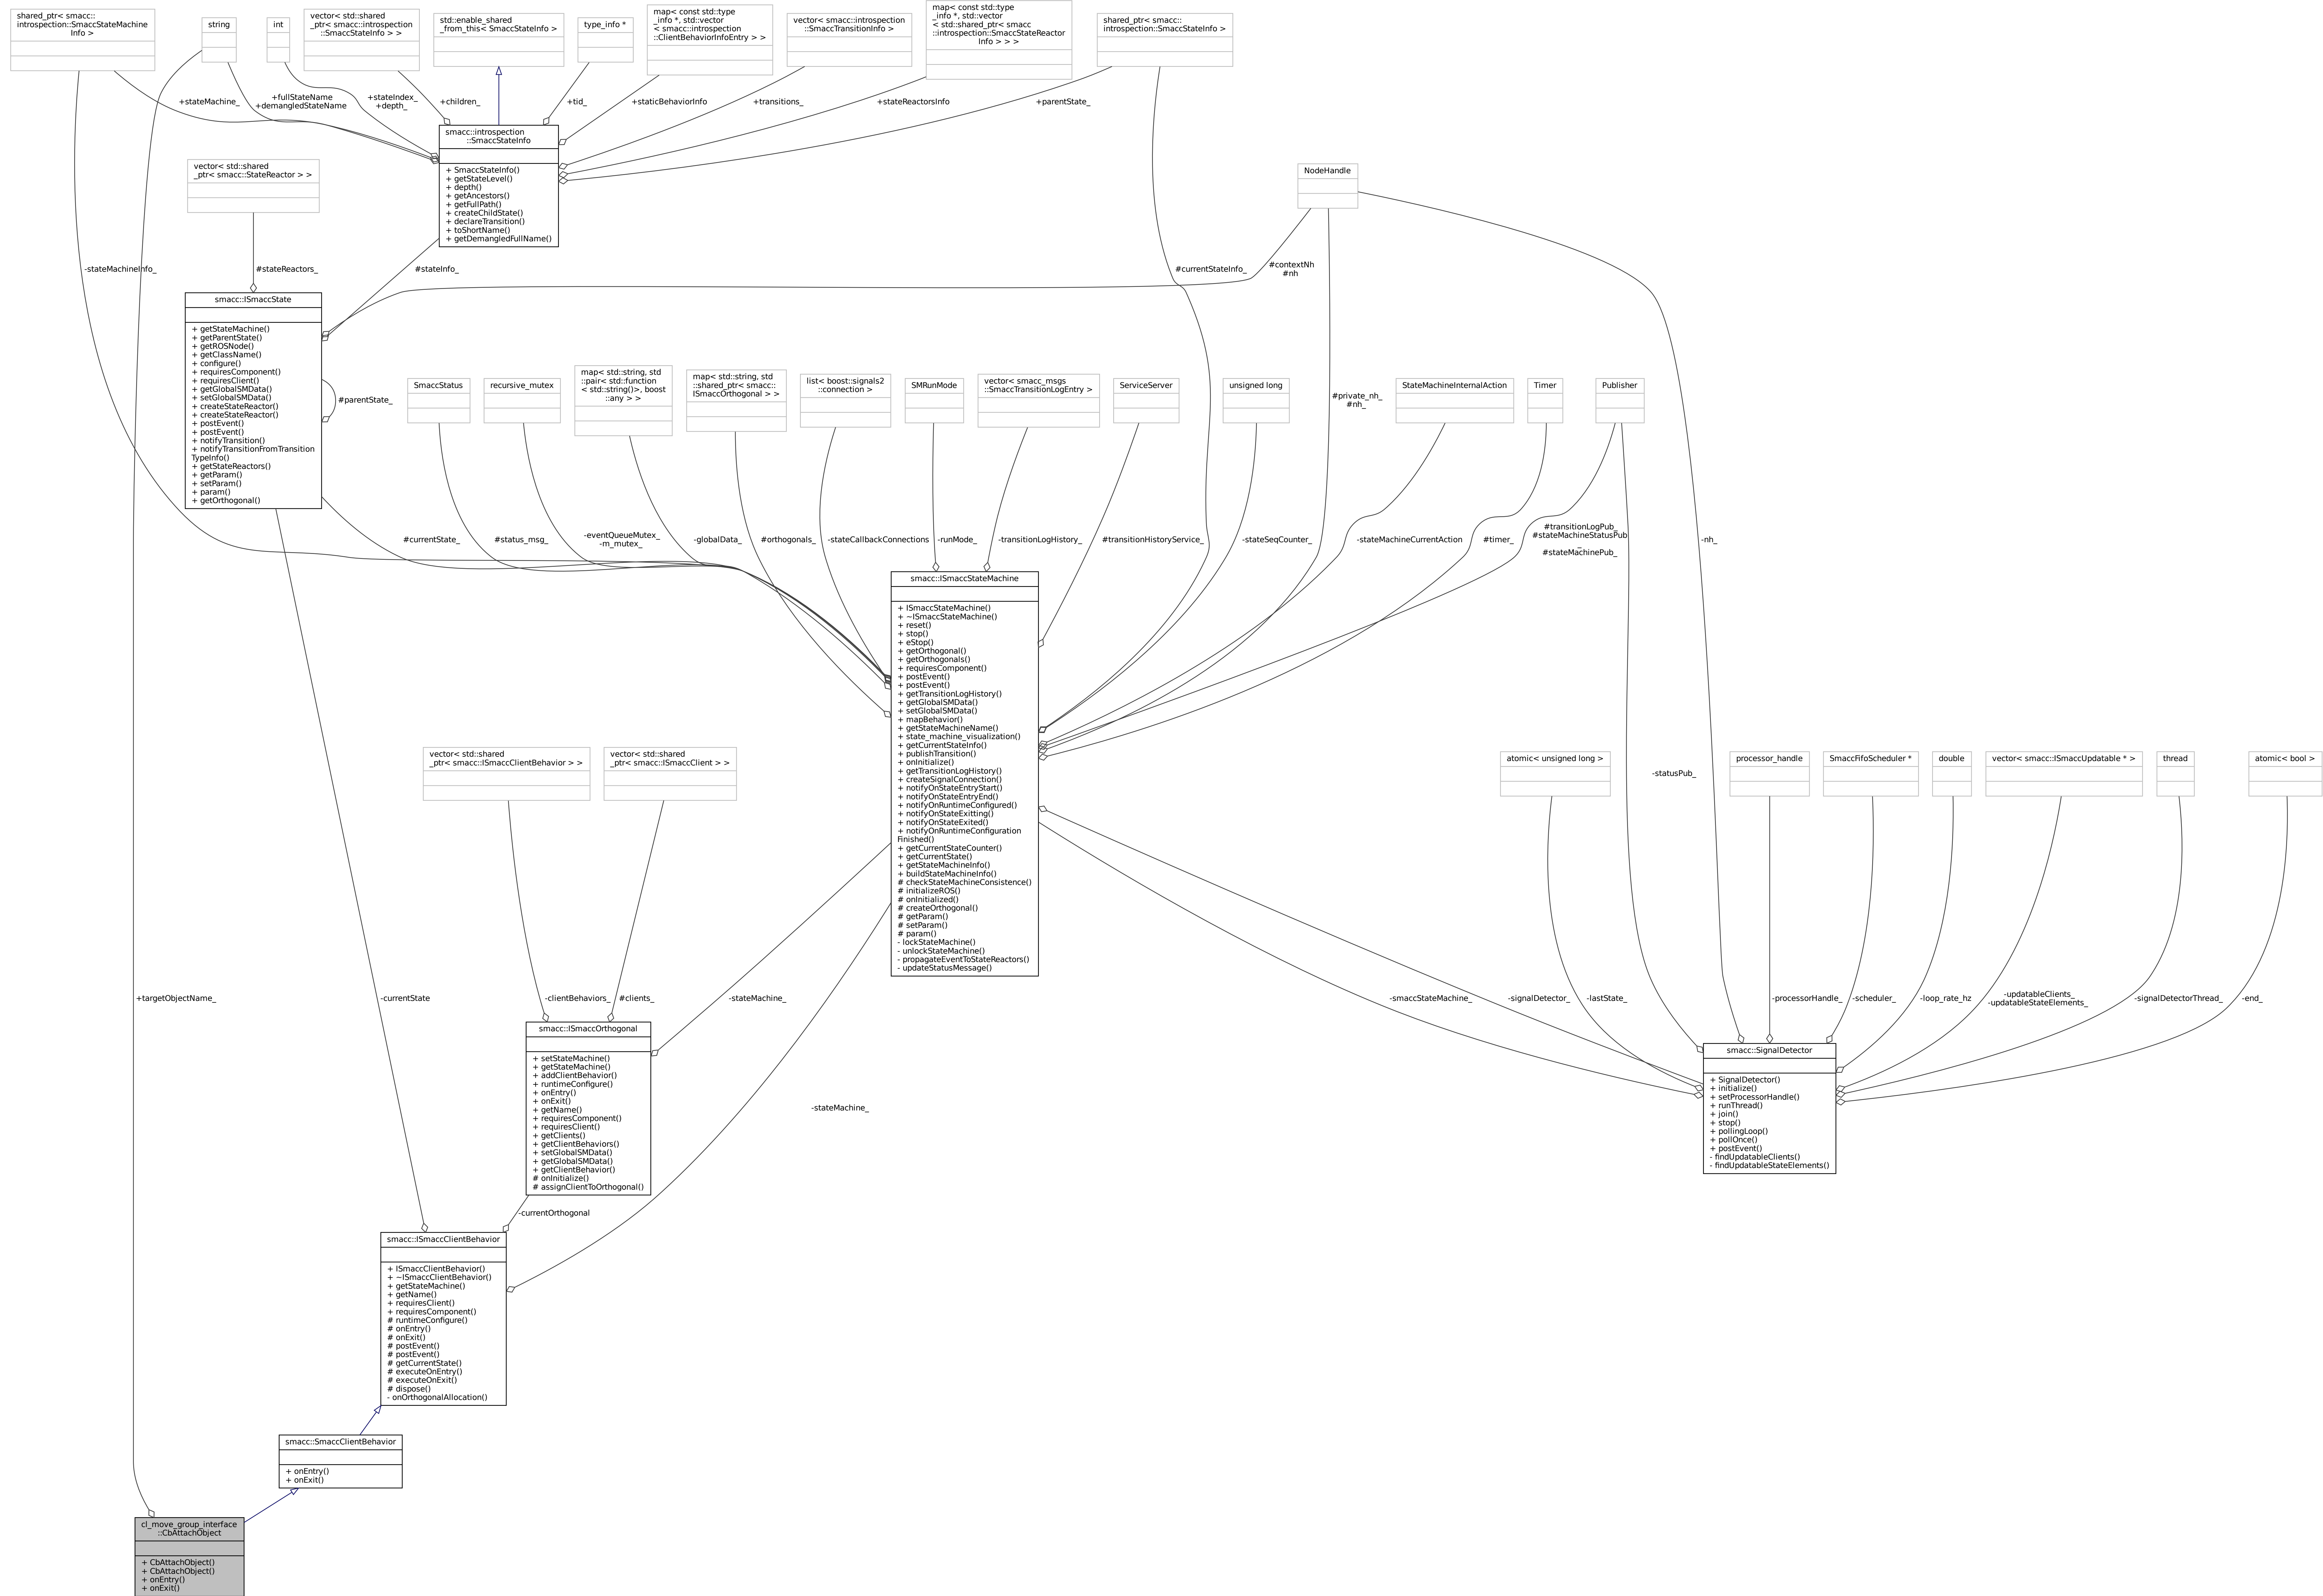 shared_ptr< smacc::
introspection::SmaccStateMachine
Info >
string
int
vector< std::shared
_ptr< smacc::introspection
::SmaccStateInfo > >
std::enable_shared
_from_this< SmaccStateInfo >
type_info *
map< const std::type
_info *, std::vector
< smacc::introspection
::ClientBehaviorInfoEntry > >
vector< smacc::introspection
::SmaccTransitionInfo >
map< const std::type
_info *, std::vector
< std::shared_ptr< smacc
::introspection::SmaccStateReactor
Info > > >
shared_ptr< smacc::
introspection::SmaccStateInfo >
+stateMachine_
+fullStateName
+demangledStateName
+stateIndex_
+depth_
+children_
+tid_
+staticBehaviorInfo
+transitions_
+stateReactorsInfo
+parentState_
smacc::introspection
::SmaccStateInfo
+ SmaccStateInfo()
+ getStateLevel()
+ depth()
+ getAncestors()
+ getFullPath()
+ createChildState()
+ declareTransition()
+ toShortName()
+ getDemangledFullName()
vector< std::shared
_ptr< smacc::StateReactor > >
NodeHandle
-stateMachineInfo_
#stateReactors_
#stateInfo_
#currentStateInfo_
#contextNh
#nh
smacc::ISmaccState
+ getStateMachine()
+ getParentState()
+ getROSNode()
+ getClassName()
+ configure()
+ requiresComponent()
+ requiresClient()
+ getGlobalSMData()
+ setGlobalSMData()
+ createStateReactor()
+ createStateReactor()
+ postEvent()
+ postEvent()
+ notifyTransition()
+ notifyTransitionFromTransition
TypeInfo()
+ getStateReactors()
+ getParam()
+ setParam()
+ param()
+ getOrthogonal()
#parentState_
SmaccStatus
recursive_mutex
map< std::string, std
::pair< std::function
< std::string()>, boost
::any > >
map< std::string, std
::shared_ptr< smacc::
ISmaccOrthogonal > >
list< boost::signals2
::connection >
SMRunMode
vector< smacc_msgs
::SmaccTransitionLogEntry >
ServiceServer
unsigned long
#private_nh_
#nh_
StateMachineInternalAction
Timer
Publisher
#currentState_
#status_msg_
-eventQueueMutex_
-m_mutex_
-globalData_
#orthogonals_
-stateCallbackConnections
-runMode_
-transitionLogHistory_
#transitionHistoryService_
-stateSeqCounter_
-stateMachineCurrentAction
#timer_
#transitionLogPub_
#stateMachineStatusPub
_
#stateMachinePub_
-nh_
smacc::ISmaccStateMachine
+ ISmaccStateMachine()
+ ~ISmaccStateMachine()
+ reset()
+ stop()
+ eStop()
+ getOrthogonal()
+ getOrthogonals()
+ requiresComponent()
+ postEvent()
+ postEvent()
+ getTransitionLogHistory()
+ getGlobalSMData()
+ setGlobalSMData()
+ mapBehavior()
+ getStateMachineName()
+ state_machine_visualization()
+ getCurrentStateInfo()
+ publishTransition()
+ onInitialize()
+ getTransitionLogHistory()
+ createSignalConnection()
+ notifyOnStateEntryStart()
+ notifyOnStateEntryEnd()
+ notifyOnRuntimeConfigured()
+ notifyOnStateExitting()
+ notifyOnStateExited()
+ notifyOnRuntimeConfiguration
Finished()
+ getCurrentStateCounter()
+ getCurrentState()
+ getStateMachineInfo()
+ buildStateMachineInfo()
# checkStateMachineConsistence()
# initializeROS()
# onInitialized()
# createOrthogonal()
# getParam()
# setParam()
# param()
- lockStateMachine()
- unlockStateMachine()
- propagateEventToStateReactors()
- updateStatusMessage()
vector< std::shared
_ptr< smacc::ISmaccClientBehavior > >
vector< std::shared
_ptr< smacc::ISmaccClient > >
atomic< unsigned long >
-statusPub_
processor_handle
SmaccFifoScheduler *
double
vector< smacc::ISmaccUpdatable * >
thread
atomic< bool >
+targetObjectName_
-currentState
-clientBehaviors_
#clients_
-stateMachine_
-smaccStateMachine_
-signalDetector_
-lastState_
-processorHandle_
-scheduler_
-loop_rate_hz
-updatableClients_
-updatableStateElements_
-signalDetectorThread_
-end_
smacc::ISmaccOrthogonal
+ setStateMachine()
+ getStateMachine()
+ addClientBehavior()
+ runtimeConfigure()
+ onEntry()
+ onExit()
+ getName()
+ requiresComponent()
+ requiresClient()
+ getClients()
+ getClientBehaviors()
+ setGlobalSMData()
+ getGlobalSMData()
+ getClientBehavior()
# onInitialize()
# assignClientToOrthogonal()
-stateMachine_
smacc::SignalDetector
+ SignalDetector()
+ initialize()
+ setProcessorHandle()
+ runThread()
+ join()
+ stop()
+ pollingLoop()
+ pollOnce()
+ postEvent()
- findUpdatableClients()
- findUpdatableStateElements()
-currentOrthogonal
smacc::ISmaccClientBehavior
+ ISmaccClientBehavior()
+ ~ISmaccClientBehavior()
+ getStateMachine()
+ getName()
+ requiresClient()
+ requiresComponent()
# runtimeConfigure()
# onEntry()
# onExit()
# postEvent()
# postEvent()
# getCurrentState()
# executeOnEntry()
# executeOnExit()
# dispose()
- onOrthogonalAllocation()
smacc::SmaccClientBehavior
+ onEntry()
+ onExit()
cl_move_group_interface
::CbAttachObject
+ CbAttachObject()
+ CbAttachObject()
+ onEntry()
+ onExit()